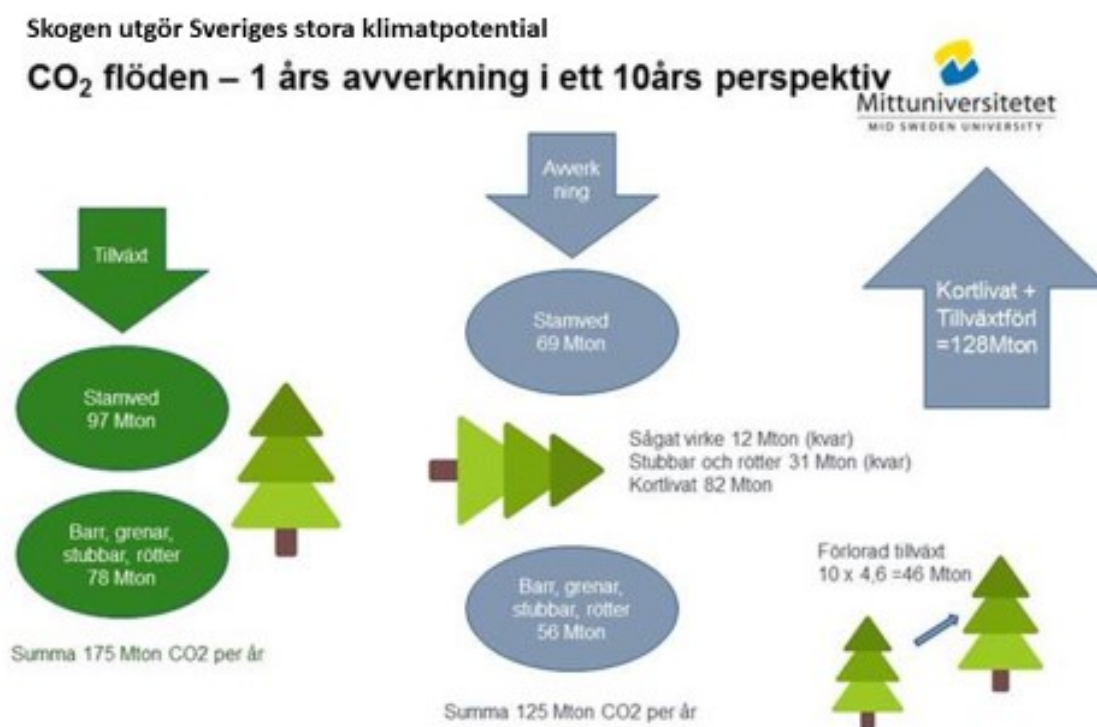 Skogen utgör Sveriges stora klimatpotential
CO2 flöden – 1 års avverkning i ett 10års perspektiv
Mittuniversitetet
MID SWEDEN UNIVERSITY
Tillväxt
Stamved
97 Mton
Barr, grenar,
stubbar, rötter
78 Mton
Summa 175 Mton CO2 per år
Avverk
ning
Stamved
69 Mton
Sågat virke 12 Mton (kvar)
Stubbar och rötter 31 Mton (kvar)
Kortlivat 82 Mton
Barr, grenar,
stubbar, rötter
56 Mton
Summa 125 Mton CO2 per år
Kortlivat +
Tillväxtförl
=128Mton
Förlorad tillväxt
10 x 4,6 =46 Mton